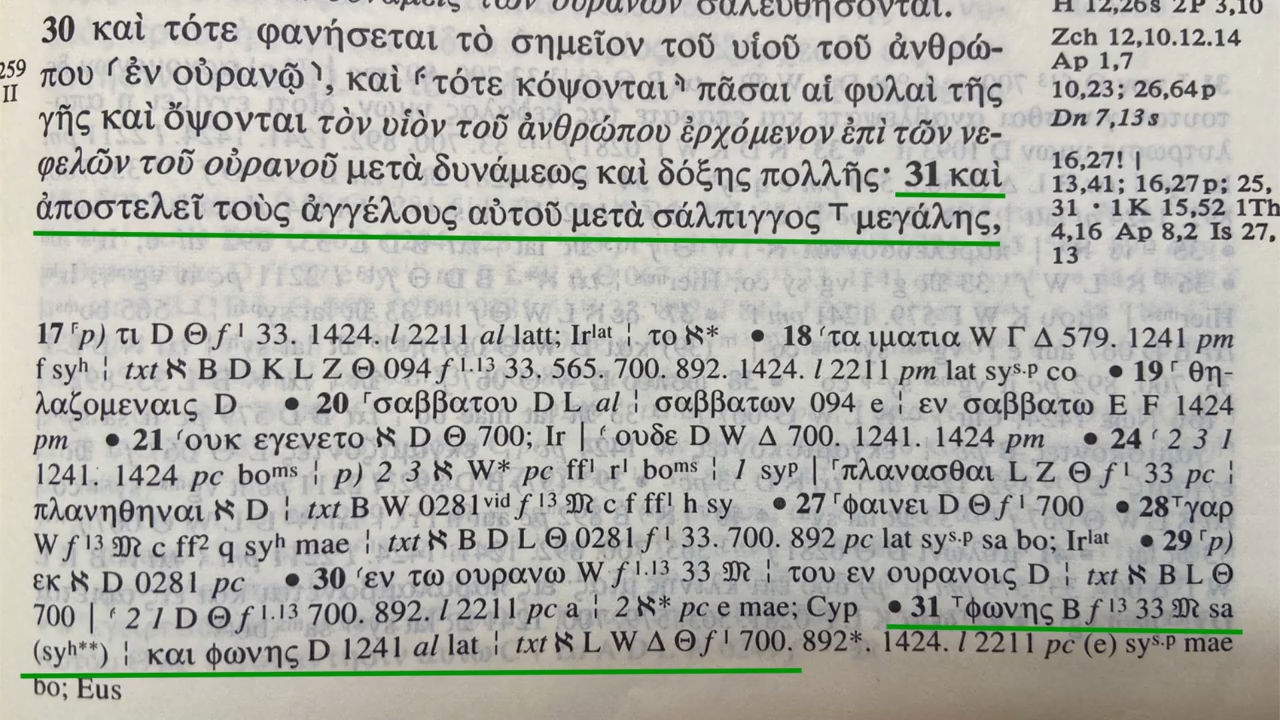 30 καὶ τότε φανήσεται τὸ σημεῖον τοῦ υἱοῦ τοῦ ἀνθρώ-
που ⸀ἐν οὐρανῷ⸃, καὶ ⸂τότε κόψονται⸃ πᾶσαι αἱ φυλαὶ τῆς
γῆς καὶ ὄψονται τὸν υἱὸν τοῦ ἀνθρώπου ἐρχόμενον ἐπὶ τῶν νε-
φελῶν τοῦ οὐρανοῦ μετὰ δυνάμεως καὶ δόξης πολλῆς· 31 καὶ
ἀποστελεῖ τοὺς ἀγγέλους αὐτοῦ μετὰ σάλπιγγος ⸆ μεγάλης,
259
II
H 12,26s 2P 3,10
Zch 12,10.12.14
Ap 1,7
10,23; 26,64p
Dn 7,13s
16,27! |
13,41; 16,27p; 25,
31 · 1K 15,52 1Th
4,16 Ap 8,2 Is 27,
13
17 ⸀p) τι D Θ f¹ 33. 1424. l 2211 al latt; Irˡᵃᵗ ¦ το ℵ* • 18 ⸂τα ιματια W Γ Δ 579. 1241 pm
f syʰ ¦ txt ℵ B D K L Z Θ 094 f¹·¹³ 33. 565. 700. 892. 1424. l 2211 pm lat syˢ·ᵖ co • 19 ⸀θη-
λαζομεναις D • 20 ⸀σαββατου D L al ¦ σαββατων 094 e ¦ εν σαββατω E F 1424
pm • 21 ⸂ουκ εγενετο ℵ D Θ 700; Ir | ⸂ουδε D W Δ 700. 1241. 1424 pm • 24 ⸂2 3 1
1241. 1424 pc boᵐˢ ¦ p) 2 3 ℵ W* pc ff¹ r¹ boᵐˢ ¦ 1 syᵖ | ⸀πλανασθαι L Z Θ f¹ 33 pc ¦
πλανηθηναι ℵ D ¦ txt B W 0281ᵛⁱᵈ f¹³ 𝔐 c f ff¹ h sy • 27 ⸀φαινει D Θ f¹ 700 • 28 ⸆γαρ
W f¹³ 𝔐 c ff² q syʰ mae ¦ txt ℵ B D L Θ 0281 f¹ 33. 700. 892 pc lat syˢ·ᵖ sa bo; Irˡᵃᵗ • 29 ⸀p)
εκ ℵ D 0281 pc • 30 ⸂εν τω ουρανω W f¹·¹³ 33 𝔐 ¦ του εν ουρανοις D ¦ txt ℵ B L Θ
700 | ⸂2 1 D Θ f¹·¹³ 700. 892. l 2211 pc a ¦ 2 ℵ* pc e mae; Cyp • 31 ⸆φωνης B f¹³ 33 𝔐 sa
(syʰ**) ¦ και φωνης D 1241 al lat ¦ txt ℵ L W Δ Θ f¹ 700. 892*. 1424. l 2211 pc (e) syˢ·ᵖ mae
bo; Eus